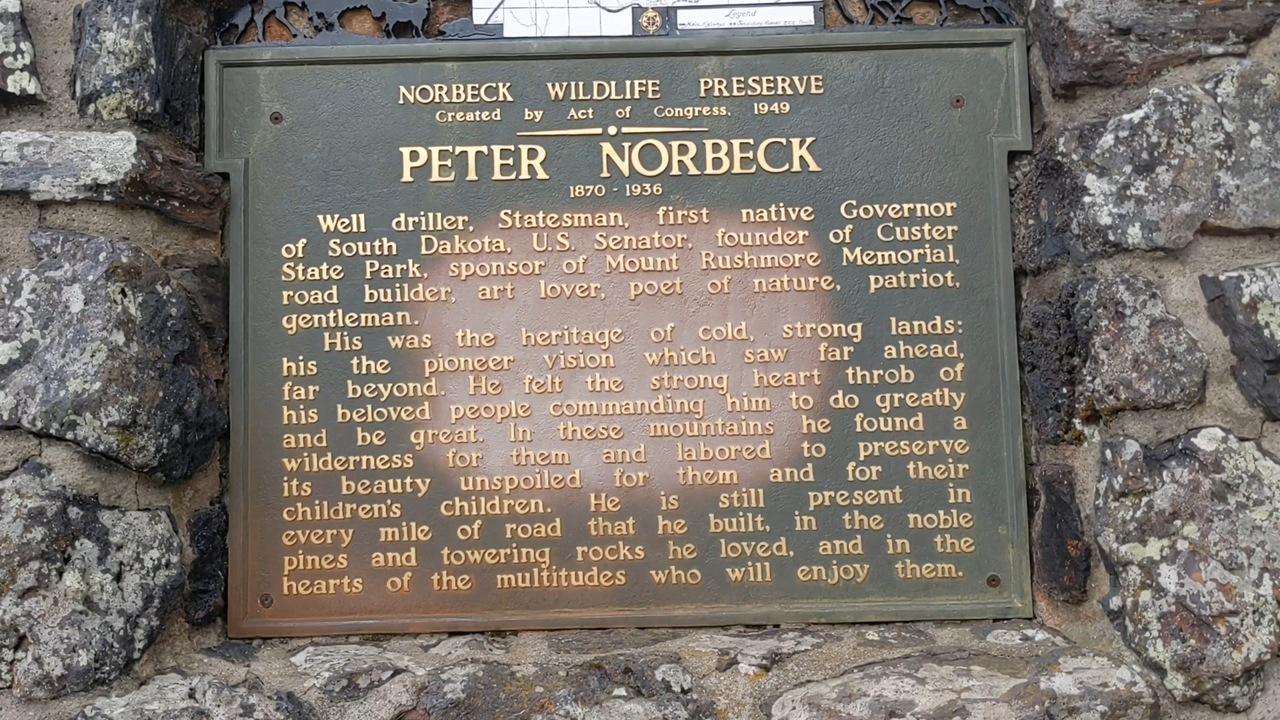 Legend
NORBECK WILDLIFE PRESERVE
Created by Act of Congress, 1949
PETER NORBECK
1870 - 1936
Well driller, Statesman, first native Governor
of South Dakota, U.S. Senator, founder of Custer
State Park, sponsor of Mount Rushmore Memorial,
road builder, art lover, poet of nature, patriot,
gentleman.
His was the heritage of cold, strong lands:
his the pioneer vision which saw far ahead,
far beyond. He felt the strong heart throb of
his beloved people commanding him to do greatly
and be great. In these mountains he found a
wilderness for them and labored to preserve
its beauty unspoiled for them and for their
children's children. He is still present in
every mile of road that he built, in the noble
pines and towering rocks he loved, and in the
hearts of the multitudes who will enjoy them.